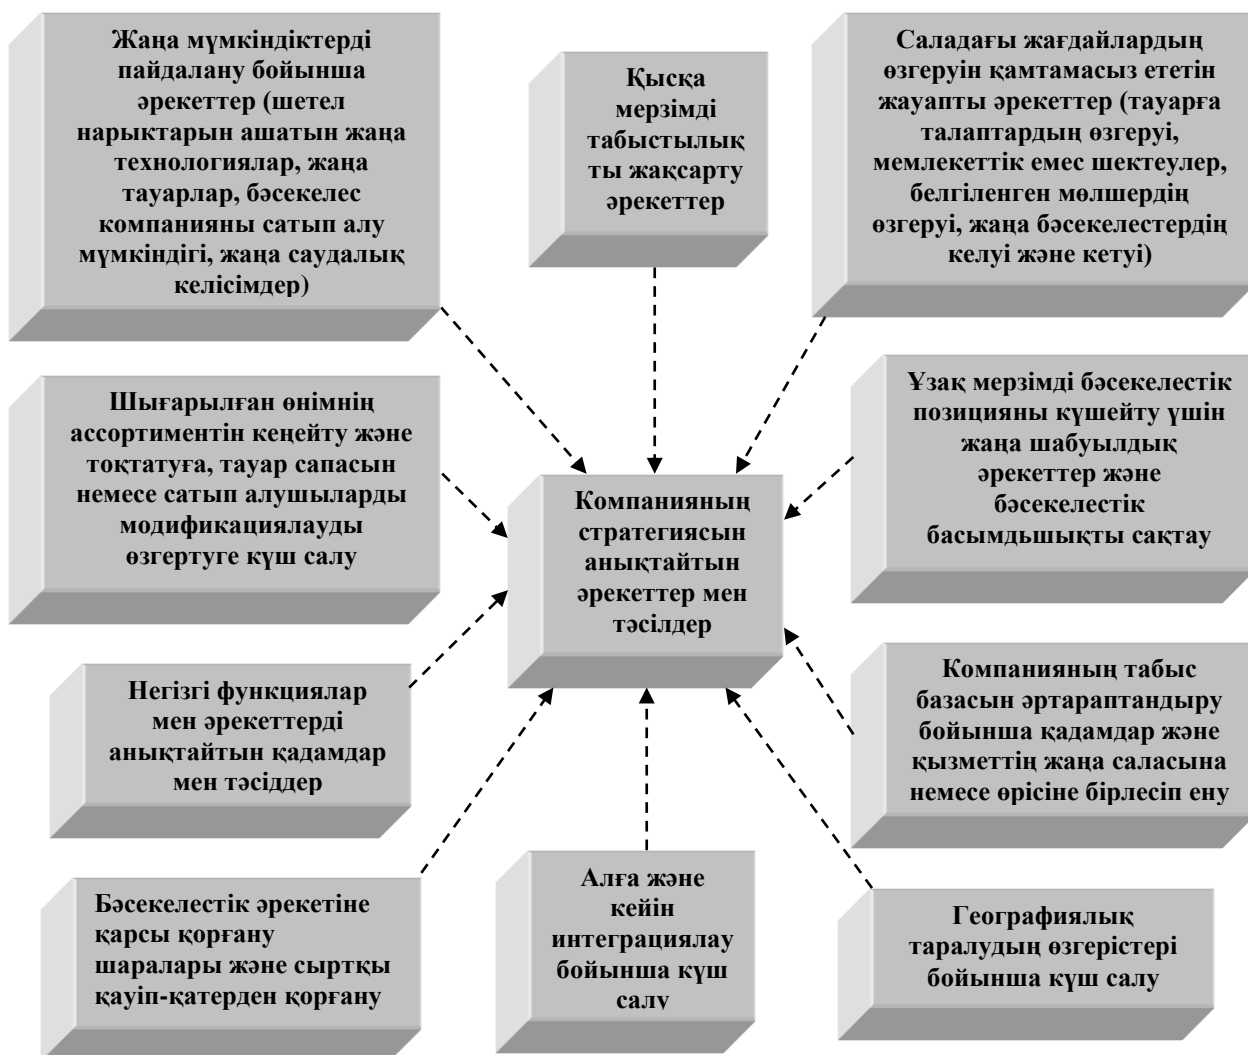 Жаңа мүмкіндіктерді
пайдалану бойынша
әрекеттер (шетел
нарыктарын ашатын жаңа
технологиялар, жаңа
тауарлар, бәсекелес
компанияны сатып алу
мүмкіндігі, жаңа саудалық
келісімдер)
Қысқа
мерзімді
табыстылық
ты жақсарту
әрекеттер
Саладағы жағдайлардың
өзгеруін қамтамасыз ететін
жауапты әрекеттер (тауарға
талаптардың өзгеруі,
мемлекеттік емес шектеулер,
белгіленген мөлшердің
өзгеруі, жаңа бәсекелестердің
келуі және кетуі)
Шығарылған өнімнің
ассортиментін кеңейту және
тоқтатуға, тауар сапасын
немесе сатып алушыларды
модификациялауды
өзгертуге күш салу
Компанияның
стратегиясын
анықтайтын
әрекеттер мен
тәсілдер
Ұзақ мерзімді бәсекелестік
позицияны күшейту үшін
жаңа шабуылдық
әрекеттер және
бәсекелестік
басымдьшықты сақтау
Негізгі функциялар
мен әрекеттерді
анықтайтын қадамдар
мен тәсіддер
Компанияның табыс
базасын әртараптандыру
бойынша қадамдар және
қызметтің жаңа саласына
немесе өрісіне бірлесіп ену
Бәсекелестік әрекетіне
қарсы қорғану
шаралары және сыртқы
қауіп-қатерден қорғану
Алға және
кейін
интеграциялау
бойынша күш
салу
Географиялық
таралудың өзгерістері
бойынша күш салу